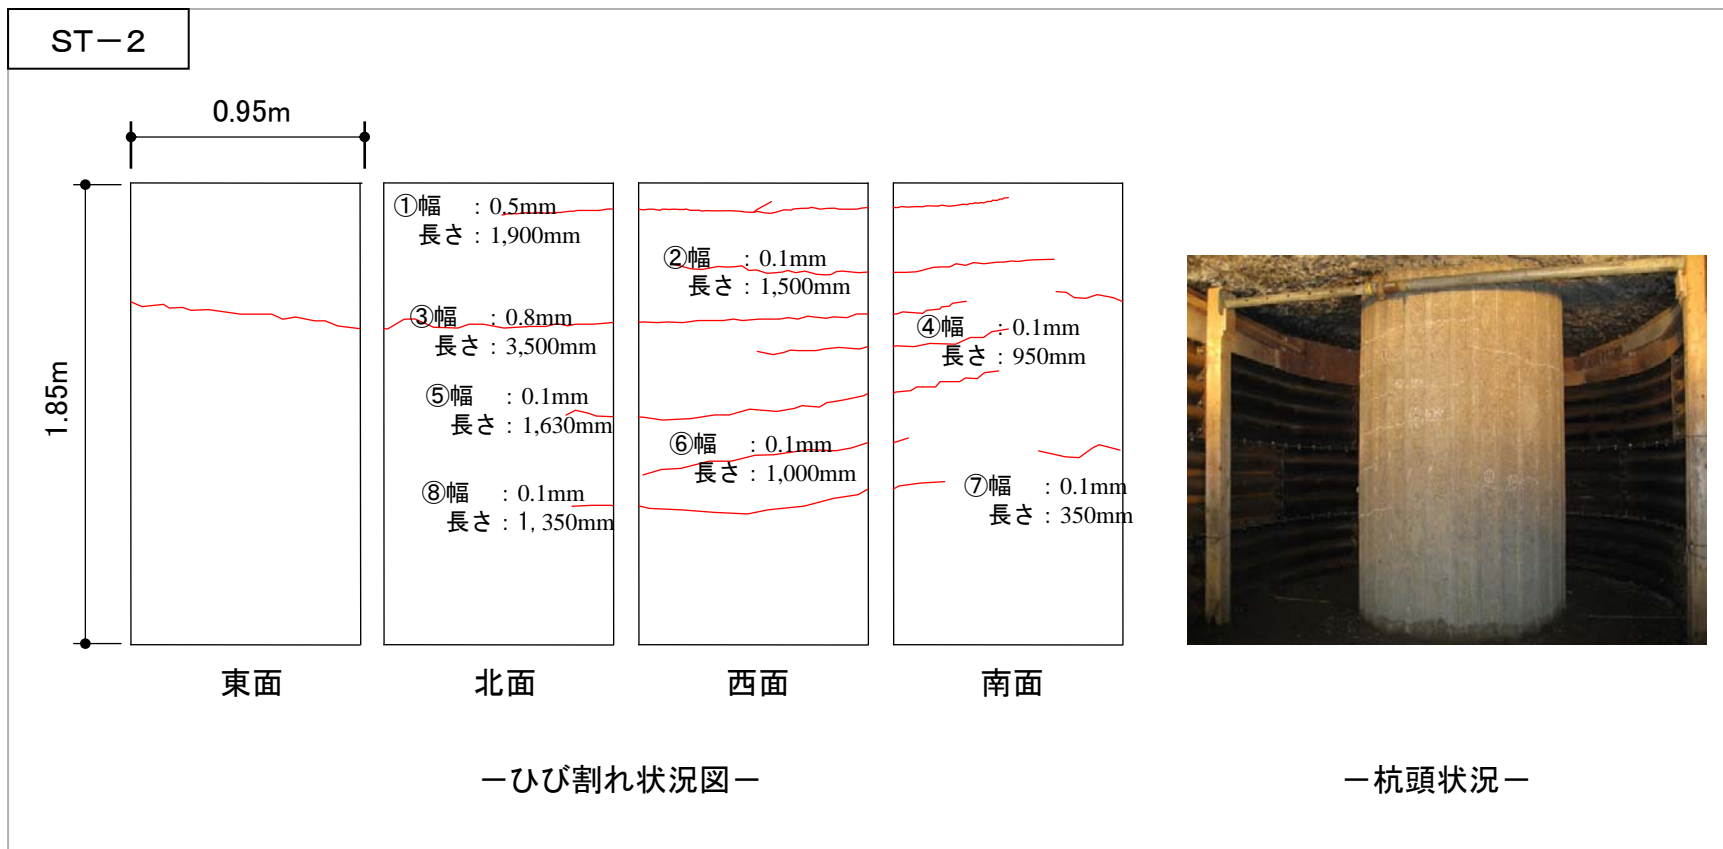 ST－2
0.95m
1.85m
①幅　：0.5mm
長さ：1,900mm
②幅　：0.1mm
長さ：1,500mm
③幅　：0.8mm
長さ：3,500mm
④幅　：0.1mm
長さ：950mm
⑤幅　：0.1mm
長さ：1,630mm
⑥幅　：0.1mm
長さ：1,000mm
⑧幅　：0.1mm
長さ：1,350mm
⑦幅　：0.1mm
長さ：350mm
東面
北面
西面
南面
－ひび割れ状況図－
－杭頭状況－